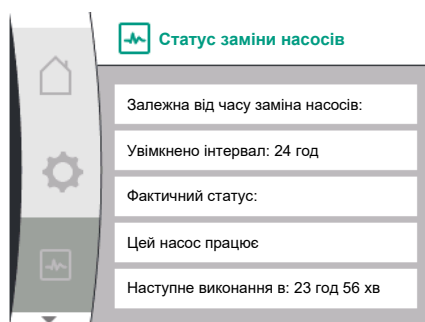 Статус заміни насосів
Залежна від часу заміна насосів:
Увімкнено інтервал: 24 год
Фактичний статус:
Цей насос працює
Наступне виконання в: 23 год 56 хв